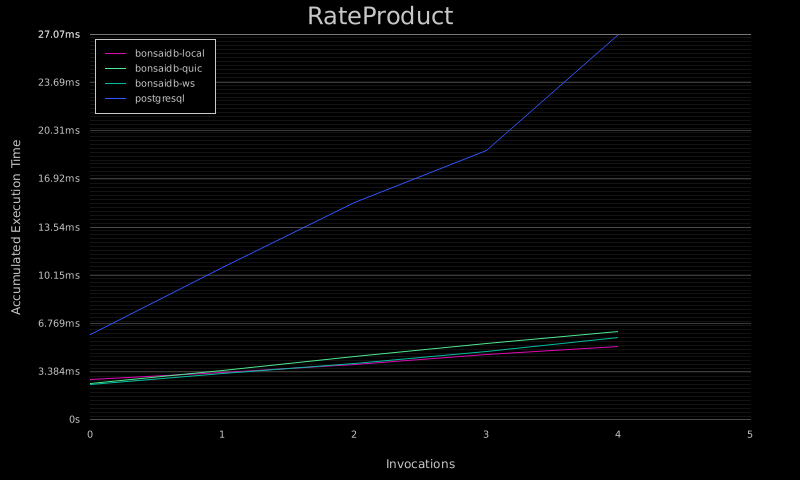 RateProduct
27.07ms
23.69ms
20.31ms
16.92ms
13.54ms
10.15ms
6.769ms
3.384ms
0s
bonsaidb-local
bonsaidb-quic
bonsaidb-ws
postgresql
Accumulated Execution Time
0 1 2 3 4 5
Invocations